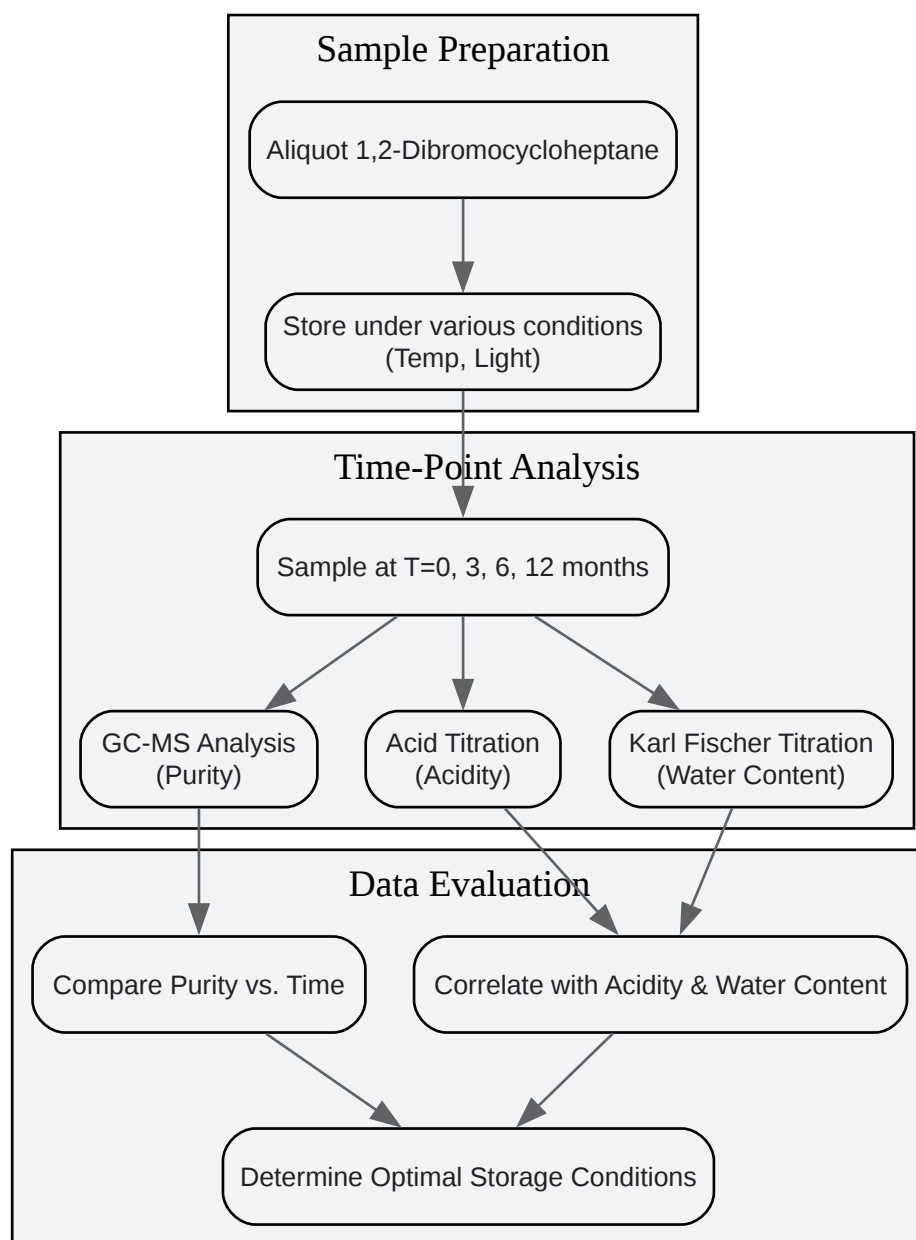 Sample Preparation
Aliquot 1,2-Dibromocycloheptane
Store under various conditions
(Temp, Light)
Time-Point Analysis
Sample at T=0, 3, 6, 12 months
GC-MS Analysis
(Purity)
Acid Titration
(Acidity)
Karl Fischer Titration
(Water Content)
Data Evaluation
Compare Purity vs. Time
Correlate with Acidity & Water Content
Determine Optimal Storage Conditions